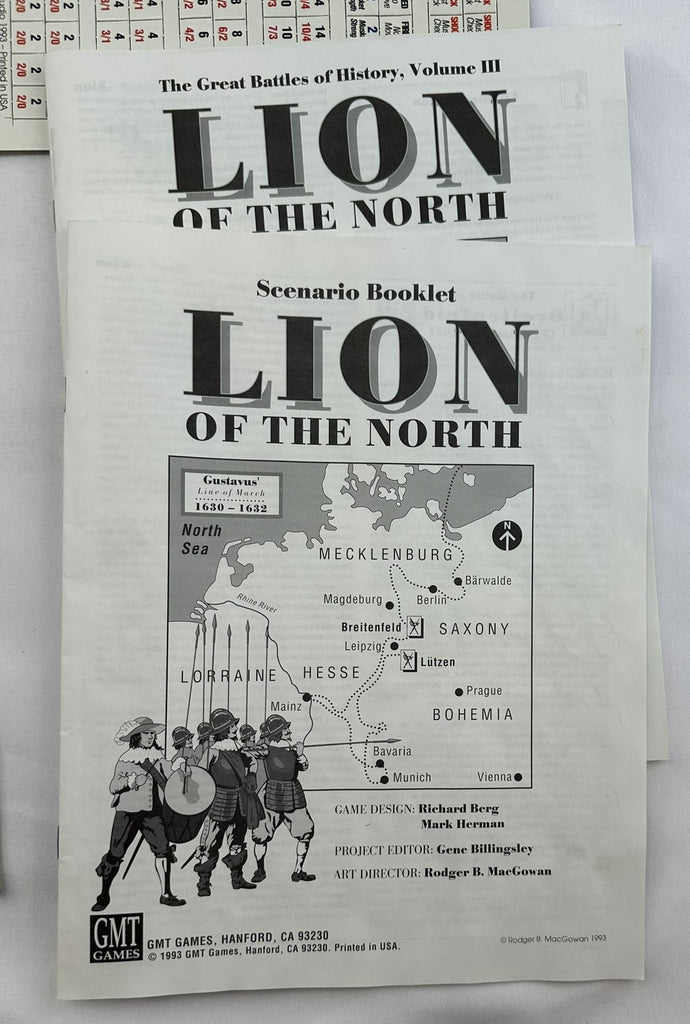 The Great Battles of History, Volume III
LION
OF THE NORTH
Scenario Booklet
LION
OF THE NORTH
Gustavus'
Line of March
1630 – 1632
North
Sea
N
MECKLENBURG
Bärwalde
Berlin
Magdeburg
Rhine River
Breitenfeld
SAXONY
Leipzig
Lützen
LORRAINE
HESSE
Prague
Mainz
BOHEMIA
Bavaria
Munich
Vienna
GAME DESIGN: Richard Berg
Mark Herman
PROJECT EDITOR: Gene Billingsley
ART DIRECTOR: Rodger B. MacGowan
GMT
GAMES
GMT GAMES, HANFORD, CA 93230
© 1993 GMT Games, Hanford, CA 93230. Printed in USA.
© Rodger B. MacGowan 1993